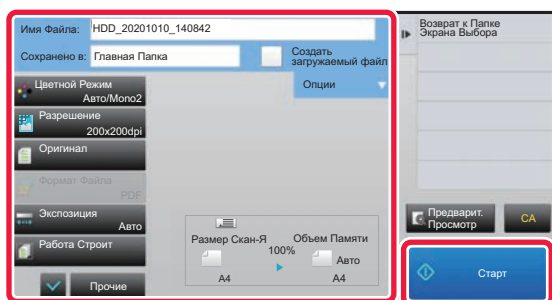 Имя Файла: HDD_20201010_140842
Сохранено в: Главная Папка
Создать
загружаемый файл
Опции
Цветной Режим
Авто/Mono2
Разрешение
200x200dpi
Оригинал
Формат Файла
PDF
Экспозиция
Авто
Работа Строит
Прочие
Размер Скан-Я
100%
Объем Памяти
Авто
A4
A4
Возврат к Папке
Экрана Выбора
Предварит.
Просмотр
CA
Старт